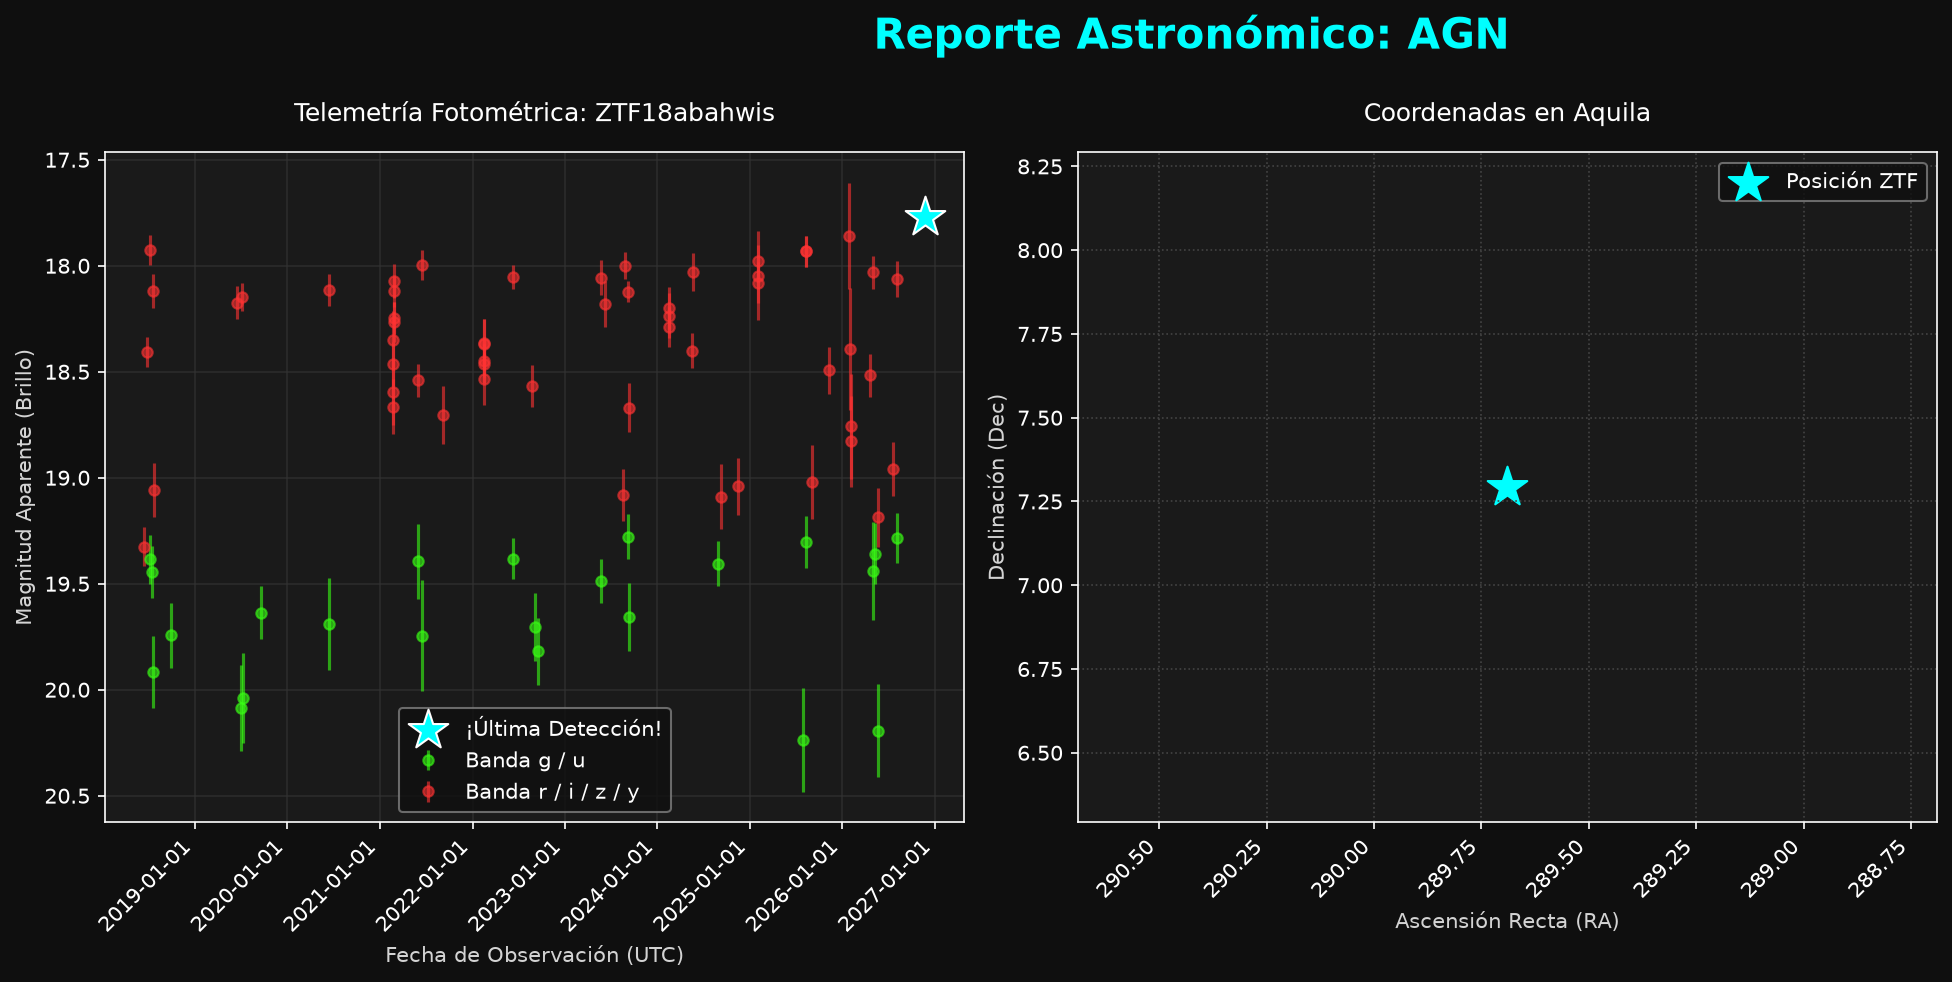 Reporte Astronómico: AGN
Telemetría Fotométrica: ZTF18abahwis
Magnitud Aparente (Brillo)
17.5
18.0
18.5
19.0
19.5
20.0
20.5
¡Última Detección!
Banda g / u
Banda r / i / z / y
2019-01-01
2020-01-01
2021-01-01
2022-01-01
2023-01-01
2024-01-01
2025-01-01
2026-01-01
2027-01-01
Fecha de Observación (UTC)
Coordenadas en Aquila
Declinación (Dec)
8.25
8.00
7.75
7.50
7.25
7.00
6.75
6.50
Posición ZTF
290.50
290.25
290.00
289.75
289.50
289.25
289.00
288.75
Ascensión Recta (RA)